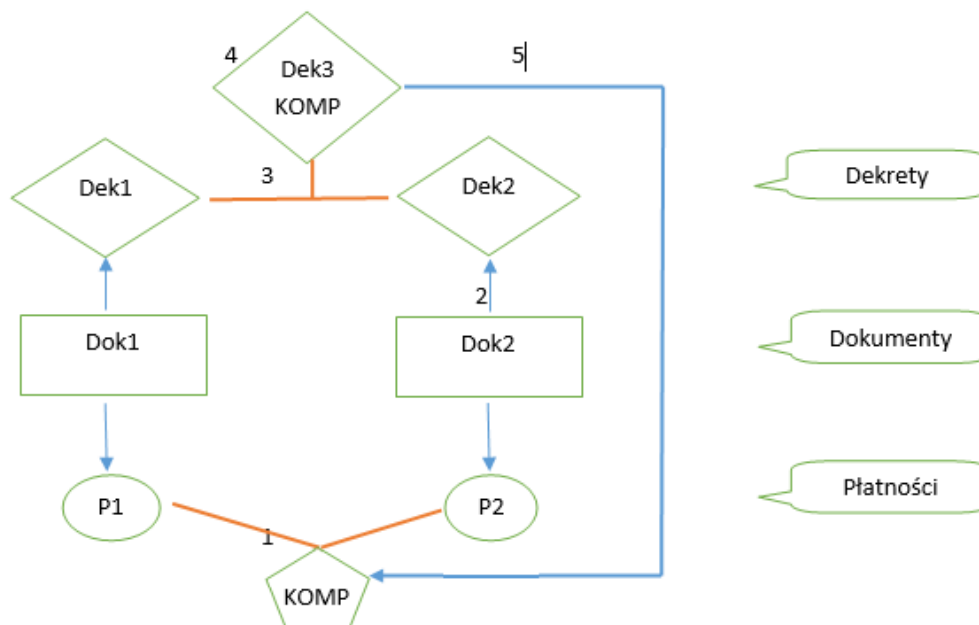 4
5
Dek3
KOMP
Dek1
3
Dek2
Dekrety
2
Dok1
Dok2
Dokumenty
P1
P2
Płatności
1
KOMP